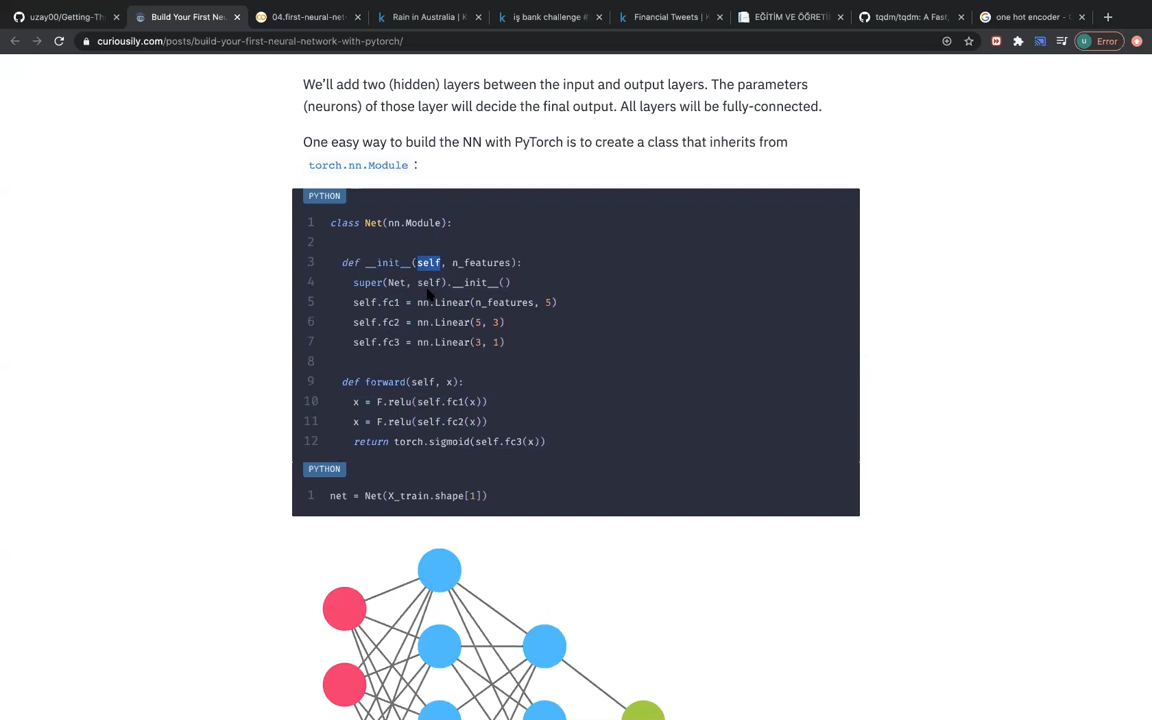 uzay00/Getting-Th
Build Your First Neu
04.first-neural-net
Rain in Australia | K
iş bank challenge #
Financial Tweets | K
EĞİTİM VE ÖĞRETİ
tqdm/tqdm: A Fast,
one hot encoder - G
curiousily.com/posts/build-your-first-neural-network-with-pytorch/
u Error
We'll add two (hidden) layers between the input and output layers. The parameters
(neurons) of those layer will decide the final output. All layers will be fully-connected.
One easy way to build the NN with PyTorch is to create a class that inherits from
torch.nn.Module :
PYTHON
1 class Net(nn.Module):
2
3 def __init__(self, n_features):
4 super(Net, self).__init__()
5 self.fc1 = nn.Linear(n_features, 5)
6 self.fc2 = nn.Linear(5, 3)
7 self.fc3 = nn.Linear(3, 1)
8
9 def forward(self, x):
10 x = F.relu(self.fc1(x))
11 x = F.relu(self.fc2(x))
12 return torch.sigmoid(self.fc3(x))
PYTHON
1 net = Net(X_train.shape[1])